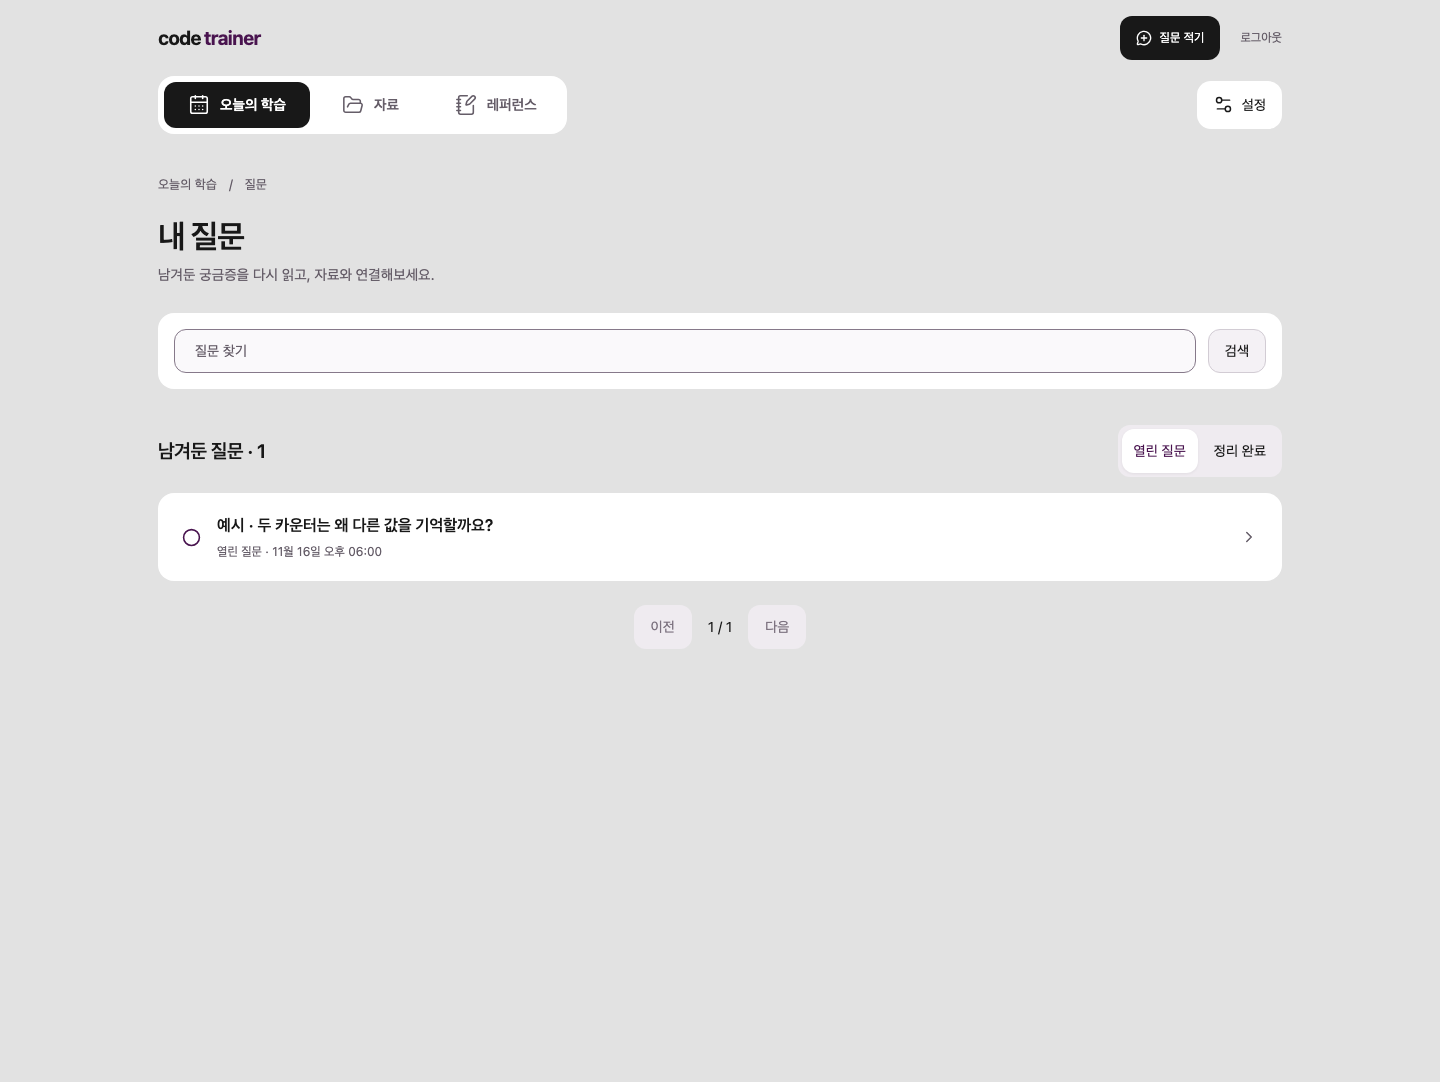 code trainer
질문 적기
로그아웃
오늘의 학습
자료
레퍼런스
설정
오늘의 학습 / 질문
내 질문
남겨둔 궁금증을 다시 읽고, 자료와 연결해보세요.
질문 찾기
검색
남겨둔 질문 · 1
열린 질문
정리 완료
예시 · 두 카운터는 왜 다른 값을 기억할까요?
열린 질문 · 11월 16일 오후 06:00
이전
1 / 1
다음